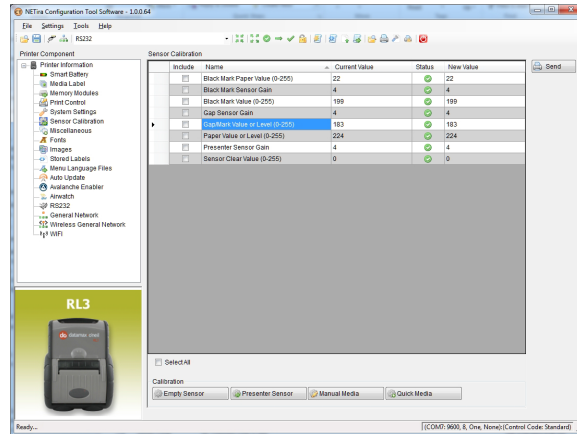 NETira Configuration Tool Software - 1.0.0.64
File Settings Tools Help
RS232
Printer Component
Sensor Calibration
Printer Information
Smart Battery
Media Label
Memory Modules
Print Control
System Settings
Sensor Calibration
Miscellaneous
Fonts
Images
Stored Labels
Menu Language Files
Auto Update
Avalanche Enabler
Airwatch
RS232
General Network
Wireless General Network
WiFi
Include Name Current Value Status New Value
Black Mark Paper Value (0-255) 22 22
Black Mark Sensor Gain 4 4
Black Mark Value (0-255) 199 199
Gap Sensor Gain 4 4
Gap/Mark Value or Level (0-255) 183 183
Paper Value or Level (0-255) 224 224
Presenter Sensor Gain 4 4
Sensor Clear Value (0-255) 0 0
Send
RL3
datamax oneil
Select All
Calibration
Empty Sensor Presenter Sensor Manual Media Quick Media
Ready... (COM7: 9600, 8, One, None):(Control Code: Standard)